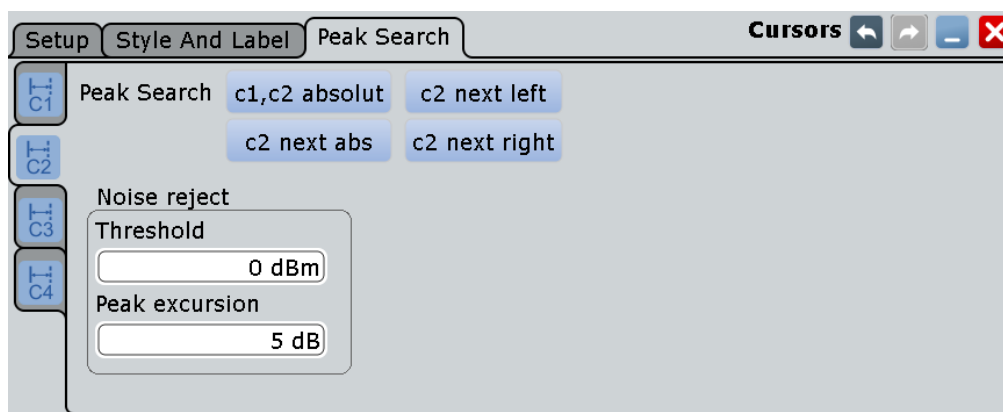 Setup Style And Label Peak Search Cursors
C1 Peak Search c1,c2 absolut c2 next left
C2 c2 next abs c2 next right
Noise reject
C3 Threshold
0 dBm
C4 Peak excursion
5 dB